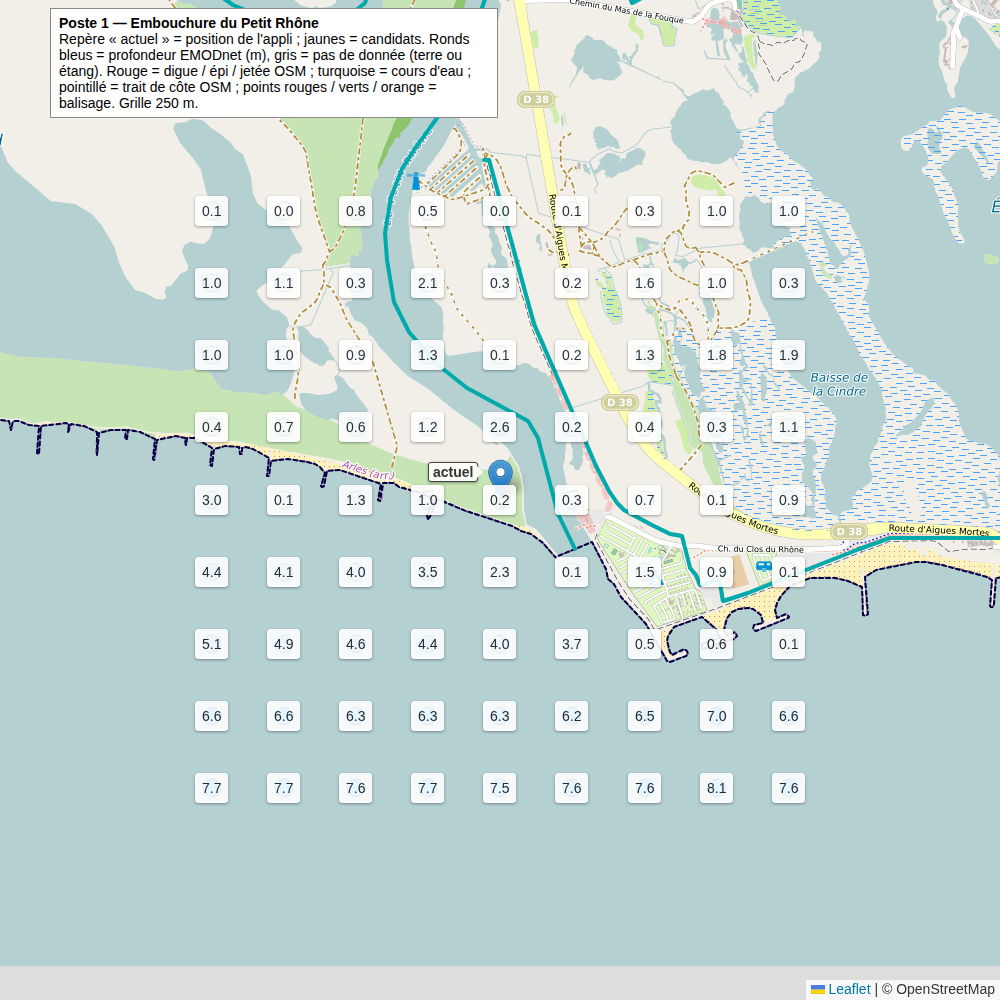 Poste 1 — Embouchure du Petit Rhône
Repère « actuel » = position de l'appli ; jaunes = candidats. Ronds
bleus = profondeur EMODnet (m), gris = pas de donnée (terre ou
étang). Rouge = digue / épi / jetée OSM ; turquoise = cours d'eau ;
pointillé = trait de côte OSM ; points rouges / verts / orange =
balisage. Grille 250 m.
Chemin du Mas de la Fouque
D 38
0.1 0.0 0.8 0.5 0.0 0.1 0.3 1.0 1.0
1.0 1.1 0.3 2.1 0.3 0.2 1.6 1.0 0.3
1.0 1.0 0.9 1.3 0.1 0.2 1.3 1.8 1.9
Baisse de
la Cindre
D 38
0.4 0.7 0.6 1.2 2.6 0.2 0.4 0.3 1.1
Arles (arr.)
actuel
3.0 0.1 1.3 1.0 0.2 0.3 0.7 0.1 0.9
D 38
Route d'Aigues Mortes
Ch. du Clos du Rhône
4.4 4.1 4.0 3.5 2.3 0.1 1.5 0.9 0.1
5.1 4.9 4.6 4.4 4.0 3.7 0.5 0.6 0.1
6.6 6.6 6.3 6.3 6.3 6.2 6.5 7.0 6.6
7.7 7.7 7.6 7.7 7.5 7.6 7.6 8.1 7.6
Leaflet | © OpenStreetMap